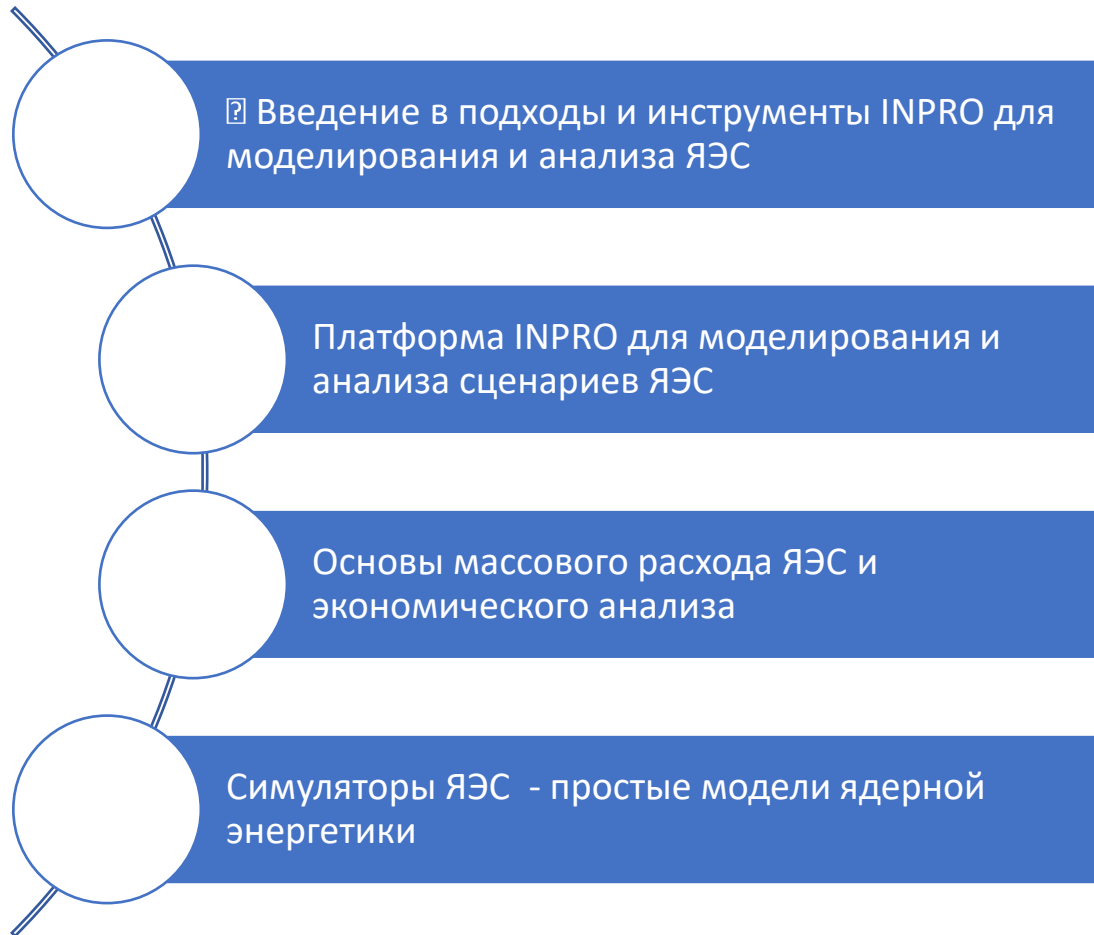 ⍰ Введение в подходы и инструменты INPRO для
моделирования и анализа ЯЭС
Платформа INPRO для моделирования и
анализа сценариев ЯЭС
Основы массового расхода ЯЭС и
экономического анализа
Симуляторы ЯЭС - простые модели ядерной
энергетики